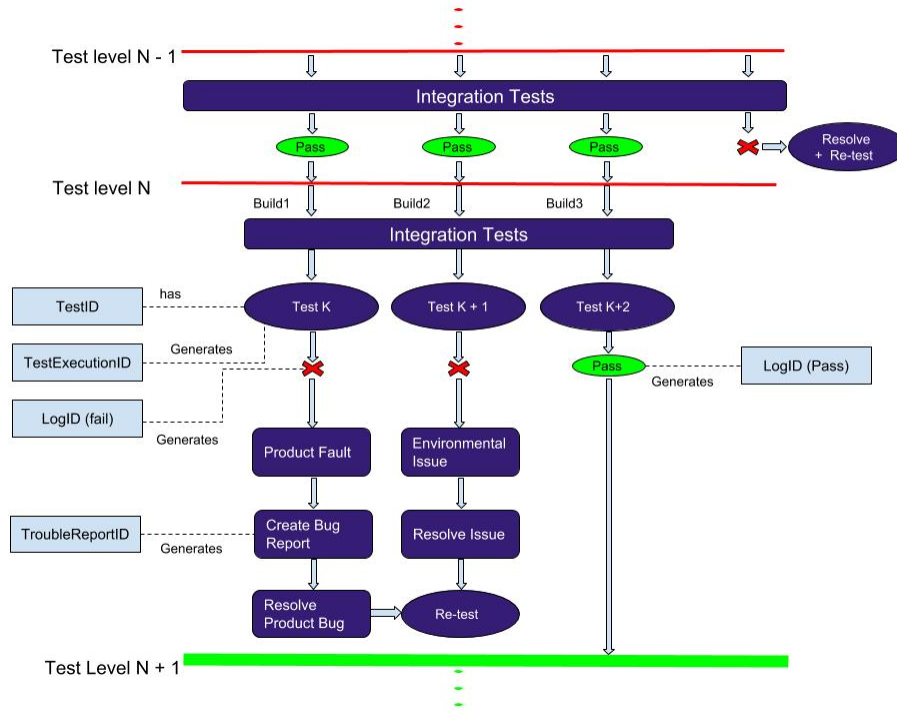 Test level N - 1
Integration Tests
Pass
Pass
Pass
Resolve
+ Re-test
Test level N
Build1
Build2
Build3
Integration Tests
TestID
has
Test K
Test K + 1
Test K+2
TestExecutionID
Generates
Pass
Generates
LogID (Pass)
LogID (fail)
Generates
Product Fault
Environmental
Issue
TroubleReportID
Generates
Create Bug
Report
Resolve Issue
Resolve
Product Bug
Re-test
Test Level N + 1